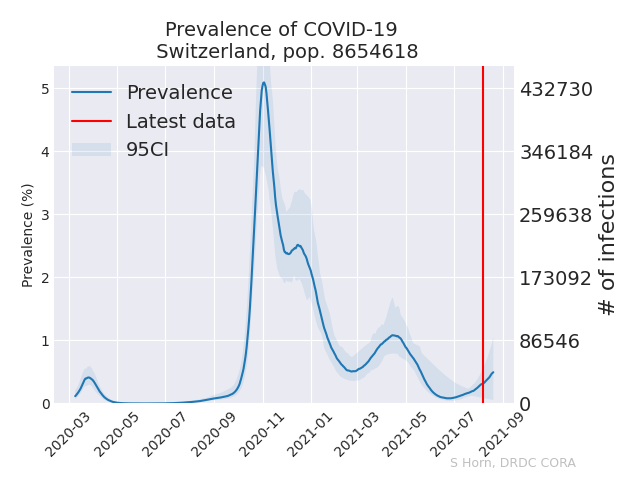 Prevalence of COVID-19
Switzerland, pop. 8654618
Prevalence
Latest data
95CI
Prevalence (%)
5
4
3
2
1
0
432730
346184
259638
173092
86546
0
# of infections
2020-03
2020-05
2020-07
2020-09
2020-11
2021-01
2021-03
2021-05
2021-07
2021-09
S Horn, DRDC CORA